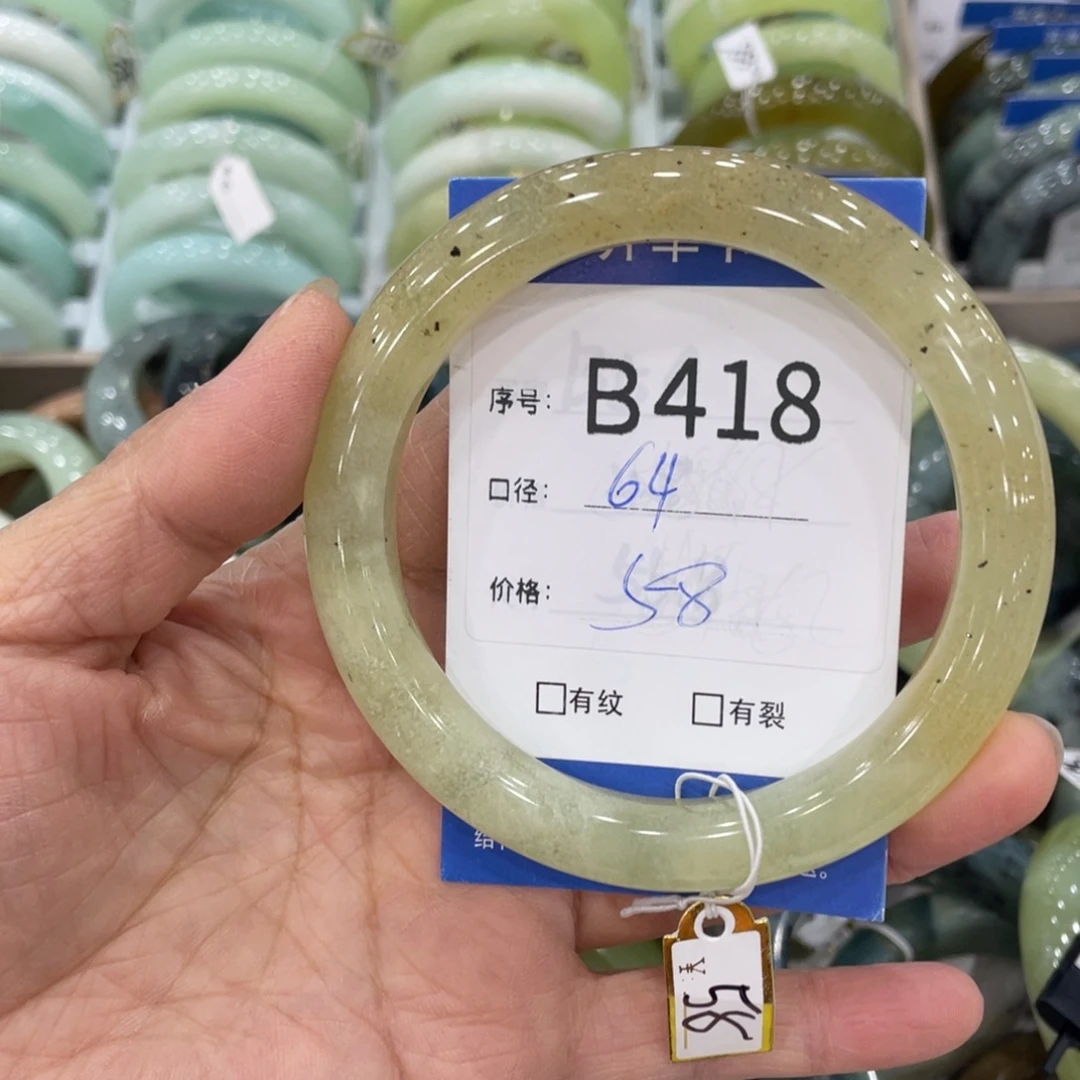 序号: B418
口径: 64
价格: 58
□有纹 □有裂
¥ 58